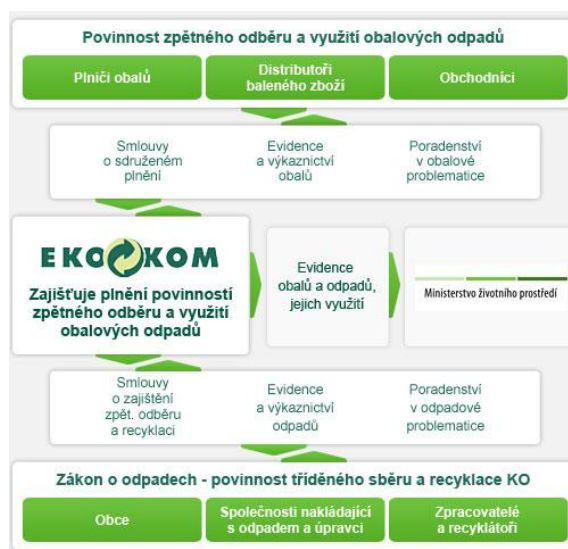 Povinnost zpětného odběru a využití obalových odpadů
Plniči obalů
Distributoři
baleného zboží
Obchodníci
Smlouvy
o sdruženém
plnění
Evidence
a výkaznictví
obalů
Poradenství
v obalové
problematice
EKO KOM
Zajišťuje plnění povinností
zpětného odběru a využití
obalových odpadů
Evidence
obalů a odpadů,
jejich využití
Ministerstvo životního prostředí
Smlouvy
o zajištění
zpět. odběru
a recyklaci
Evidence
a výkaznictví
odpadů
Poradenství
v odpadové
problematice
Zákon o odpadech - povinnost tříděného sběru a recyklace KO
Obce
Společnosti nakládající
s odpadem a úpravci
Zpracovatelé
a recyklátoři